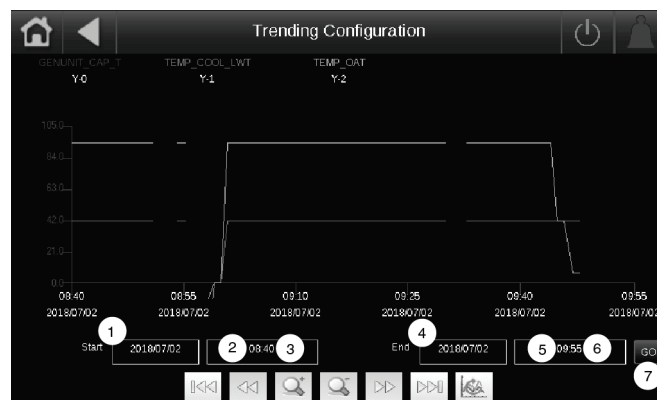 Trending Configuration
GENUNIT_CAP_T TEMP_COOL_LWT TEMP_OAT
Y-0 Y-1 Y-2
105.0
84.0
63.0
42.0
21.0
0.0
08:40 08:55 09:10 09:25 09:40 09:55
2018/07/02 2018/07/02 2018/07/02 2018/07/02 2018/07/02 2018/07/02
1 4
Start 2018/07/02 2 08:40 3 End 2018/07/02 5 09:55 6 GO
7